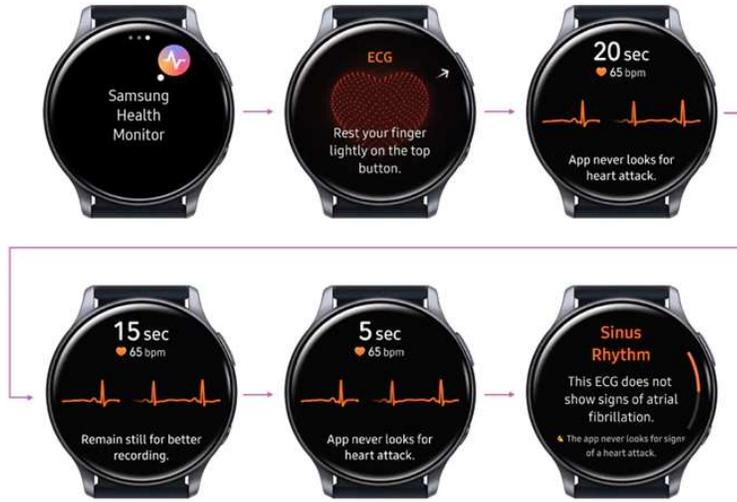 Samsung
Health
Monitor
ECG
Rest your finger
lightly on the top
button.
20 sec
65 bpm
App never looks for
heart attack.
15 sec
65 bpm
Remain still for better
recording.
5 sec
65 bpm
App never looks for
heart attack.
Sinus
Rhythm
This ECG does not
show signs of atrial
fibrillation.
The app never looks for signs
of a heart attack.